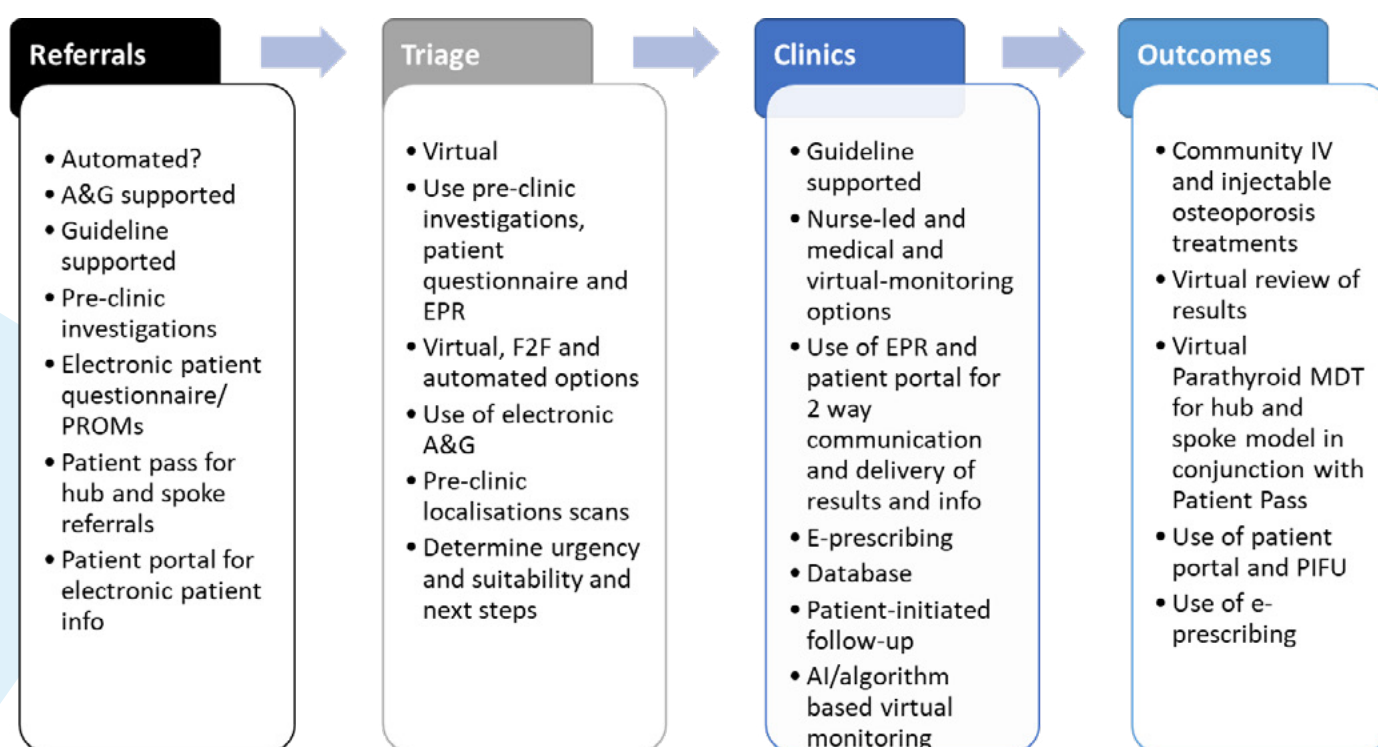 Referrals
• Automated?
• A&G supported
• Guideline
supported
• Pre-clinic
investigations
• Electronic patient
questionnaire/
PROMs
• Patient pass for
hub and spoke
referrals
• Patient portal for
electronic patient
info
Triage
• Virtual
• Use pre-clinic
investigations,
patient
questionnaire and
EPR
• Virtual, F2F and
automated options
• Use of electronic
A&G
• Pre-clinic
localisations scans
• Determine urgency
and suitability and
next steps
Clinics
• Guideline
supported
• Nurse-led and
medical and
virtual-monitoring
options
• Use of EPR and
patient portal for
2 way
communication
and delivery of
results and info
• E-prescribing
• Database
• Patient-initiated
follow-up
• AI/algorithm
based virtual
monitoring
Outcomes
• Community IV
and injectable
osteoporosis
treatments
• Virtual review of
results
• Virtual
Parathyroid MDT
for hub and
spoke model in
conjunction with
Patient Pass
• Use of patient
portal and PIFU
• Use of e-
prescribing